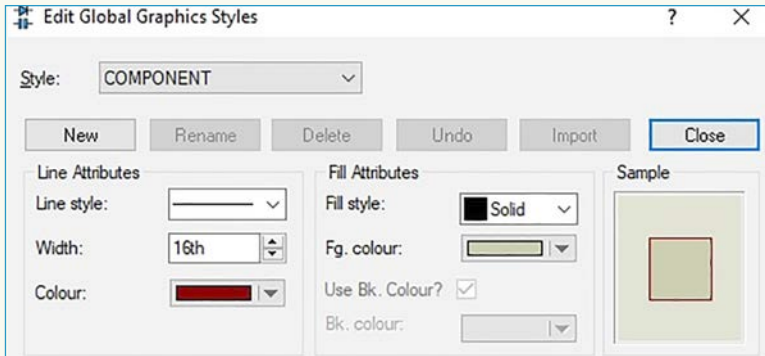 Edit Global Graphics Styles ?
Style: COMPONENT
New Rename Delete Undo Import Close
Line Attributes Fill Attributes Sample
Line style: Fill style: Solid
Width: 16th Fg. colour:
Colour: Use Bk. Colour?
Bk. colour: